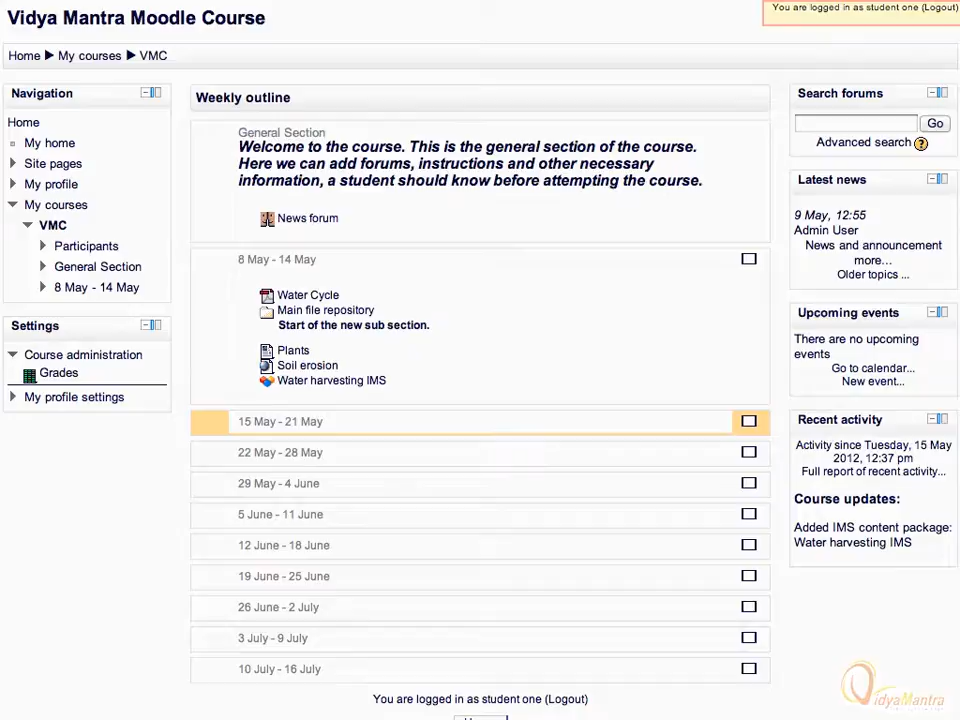 Vidya Mantra Moodle Course
You are logged in as student one (Logout)
Home ▶ My courses ▶ VMC
Navigation
Home
My home
Site pages
My profile
My courses
VMC
Participants
General Section
8 May - 14 May
Settings
Course administration
Grades
My profile settings
Weekly outline
General Section
Welcome to the course. This is the general section of the course.
Here we can add forums, instructions and other necessary
information, a student should know before attempting the course.
News forum
8 May - 14 May
Water Cycle
Main file repository
Start of the new sub section.
Plants
Soil erosion
Water harvesting IMS
15 May - 21 May
22 May - 28 May
29 May - 4 June
5 June - 11 June
12 June - 18 June
19 June - 25 June
26 June - 2 July
3 July - 9 July
10 July - 16 July
You are logged in as student one (Logout)
Search forums
Go
Advanced search
Latest news
9 May, 12:55
Admin User
News and announcement
more...
Older topics ...
Upcoming events
There are no upcoming
events
Go to calendar...
New event...
Recent activity
Activity since Tuesday, 15 May
2012, 12:37 pm
Full report of recent activity...
Course updates:
Added IMS content package:
Water harvesting IMS
VidyaMantra